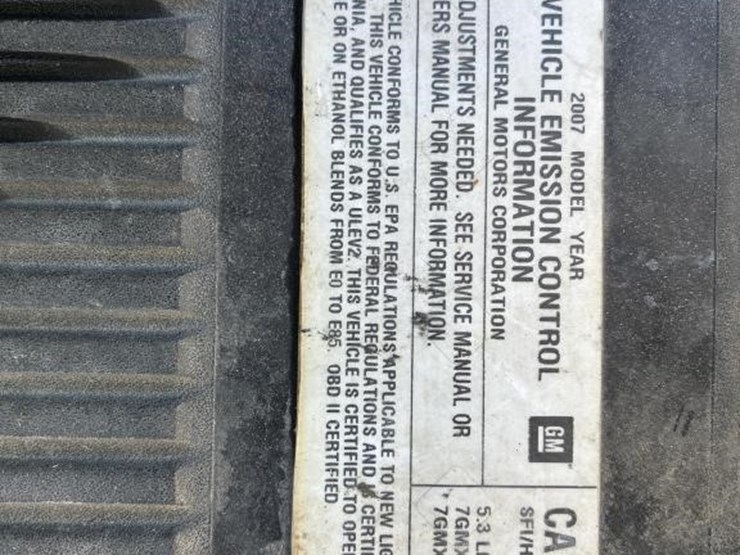 2007 MODEL YEAR
VEHICLE EMISSION CONTROL
INFORMATION
GENERAL MOTORS CORPORATION
GM
DJUSTMENTS NEEDED. SEE SERVICE MANUAL OR
ERS MANUAL FOR MORE INFORMATION.
HICLE CONFORMS TO U.S. EPA REGULATIONS APPLICABLE TO NEW
THIS VEHICLE CONFORMS TO FEDERAL REGULATIONS AND
NIA, AND QUALIFIES AS A ULEV2. THIS VEHICLE IS CERTIFIED TO
E OR ON ETHANOL BLENDS FROM E0 TO E85. OBD II CERTIFIED.
CA
SFI/H
5.3 L
7GM
7GM